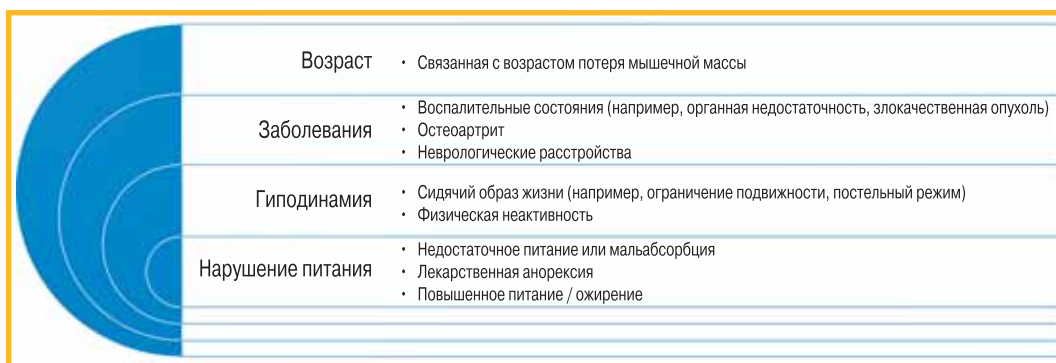 Возраст
• Связанная с возрастом потеря мышечной массы
Заболевания
• Воспалительные состояния (например, органная недостаточность, злокачественная опухоль)
• Остеоартрит
• Неврологические расстройства
Гиподинамия
• Сидячий образ жизни (например, ограничение подвижности, постельный режим)
• Физическая неактивность
Нарушение питания
• Недостаточное питание или мальабсорбция
• Лекарственная анорексия
• Повышенное питание / ожирение